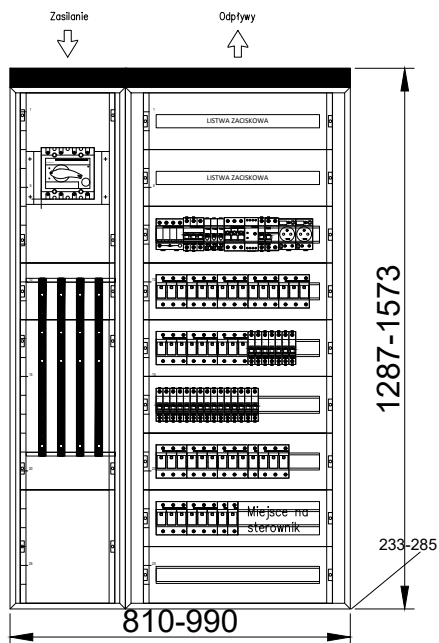 Zasilanie
Odpływy
LISTWA ZACISKOWA
LISTWA ZACISKOWA
Miejsce na
sterownik
1287-1573
233-285
810-990